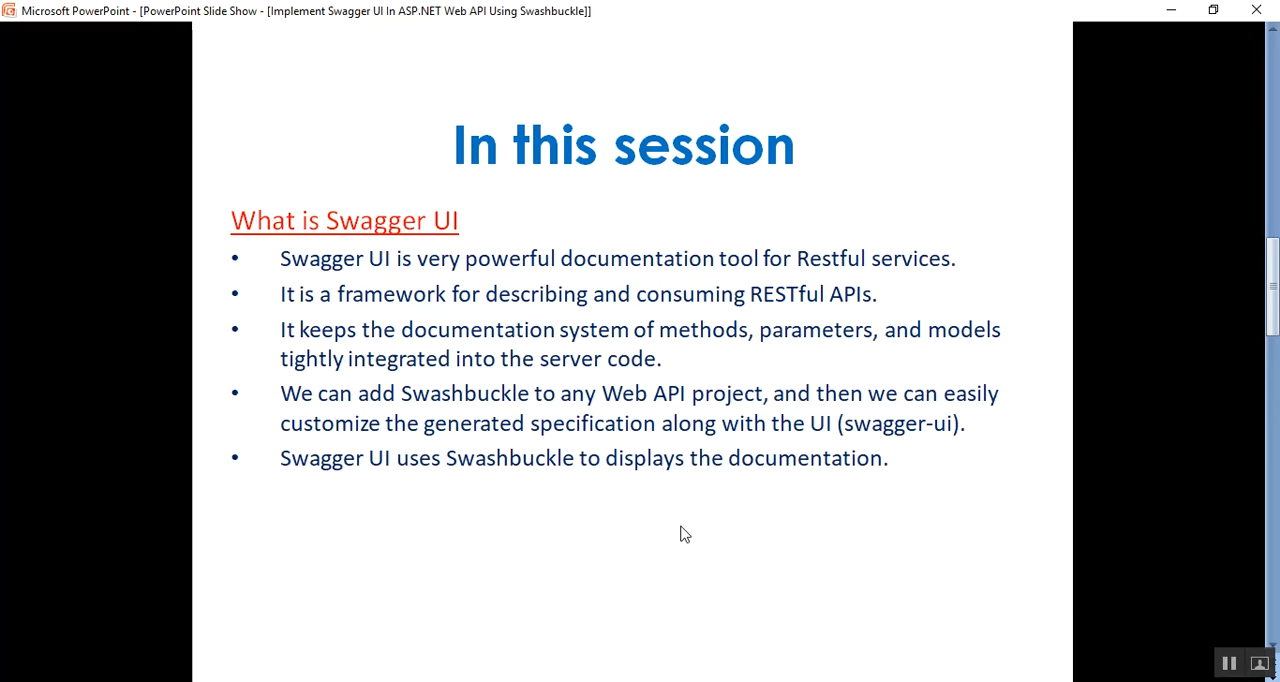 Microsoft PowerPoint - [PowerPoint Slide Show - [Implement Swagger UI In ASP.NET Web API Using Swashbuckle]]
In this session
What is Swagger UI
• Swagger UI is very powerful documentation tool for Restful services.
• It is a framework for describing and consuming RESTful APIs.
• It keeps the documentation system of methods, parameters, and models
tightly integrated into the server code.
• We can add Swashbuckle to any Web API project, and then we can easily
customize the generated specification along with the UI (swagger-ui).
• Swagger UI uses Swashbuckle to displays the documentation.